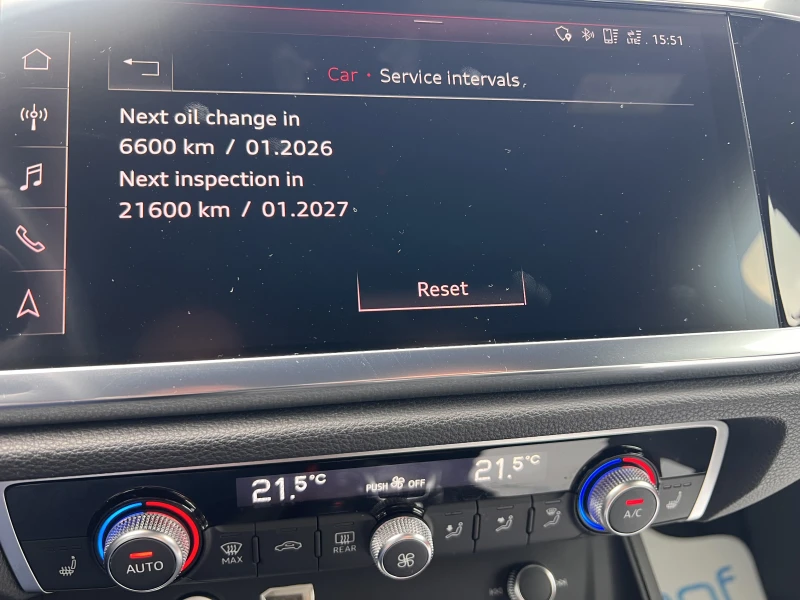 LTE 15:51
Car · Service intervals
Next oil change in
6600 km / 01.2026
Next inspection in
21600 km / 01.2027
Reset
21.5°C
PUSH OFF
21.5°C
AUTO
MAX
REAR
A/C